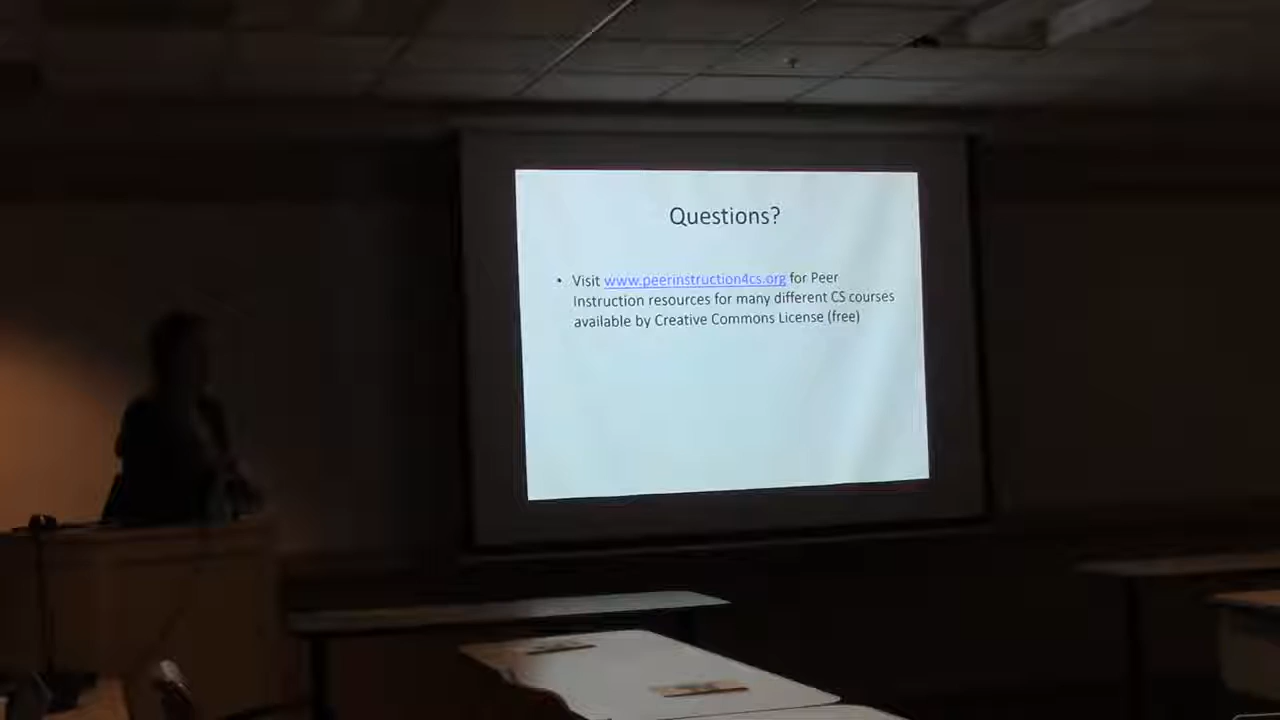 Questions?
• Visit www.peerinstruction4cs.org for Peer
Instruction resources for many different CS courses
available by Creative Commons License (free)